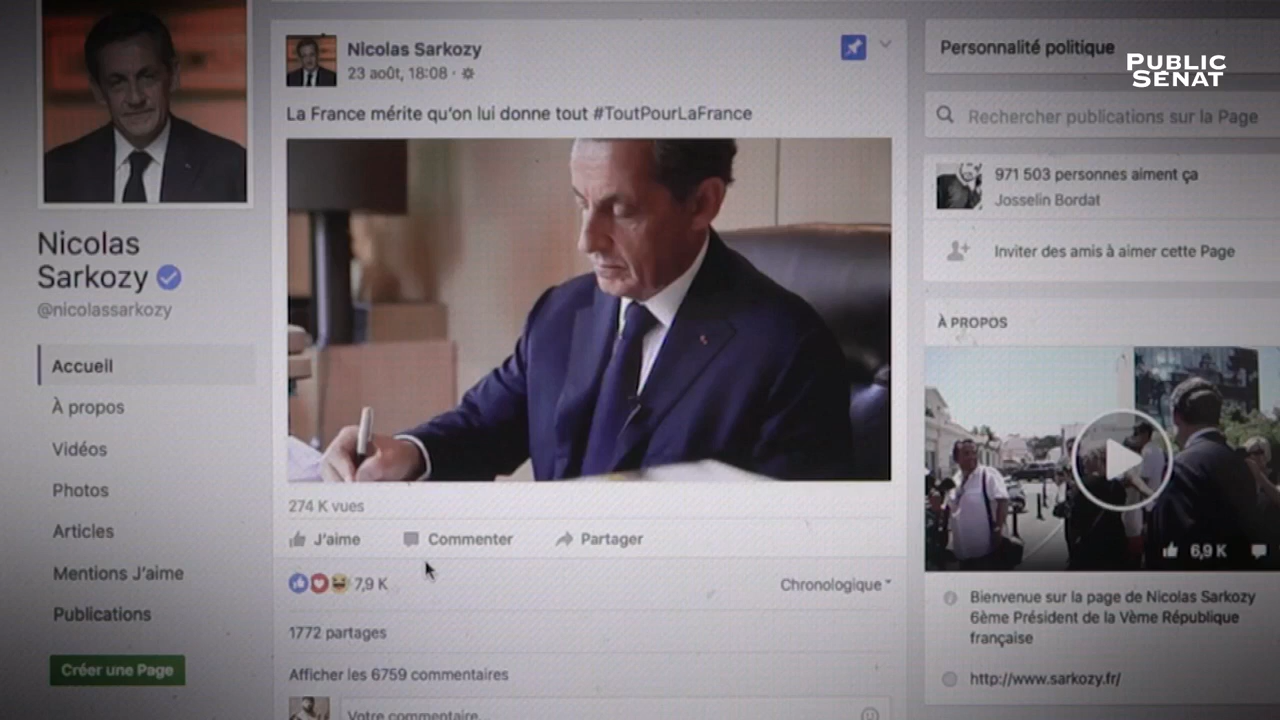 PUBLIC
SÉNAT
Nicolas
Sarkozy
@nicolassarkozy
Accueil
À propos
Vidéos
Photos
Articles
Mentions J'aime
Publications
Créer une Page
Nicolas Sarkozy
23 août, 18:08
La France mérite qu'on lui donne tout #ToutPourLaFrance
274 K vues
J'aime
Commenter
Partager
7,9 K
Chronologique
1772 partages
Afficher les 6759 commentaires
Votre commentaire...
Personnalité politique
Rechercher publications sur la Page
971 503 personnes aiment ça
Josselin Bordat
Inviter des amis à aimer cette Page
À PROPOS
6,9 K
Bienvenue sur la page de Nicolas Sarkozy
6ème Président de la Vème République
française
http://www.sarkozy.fr/